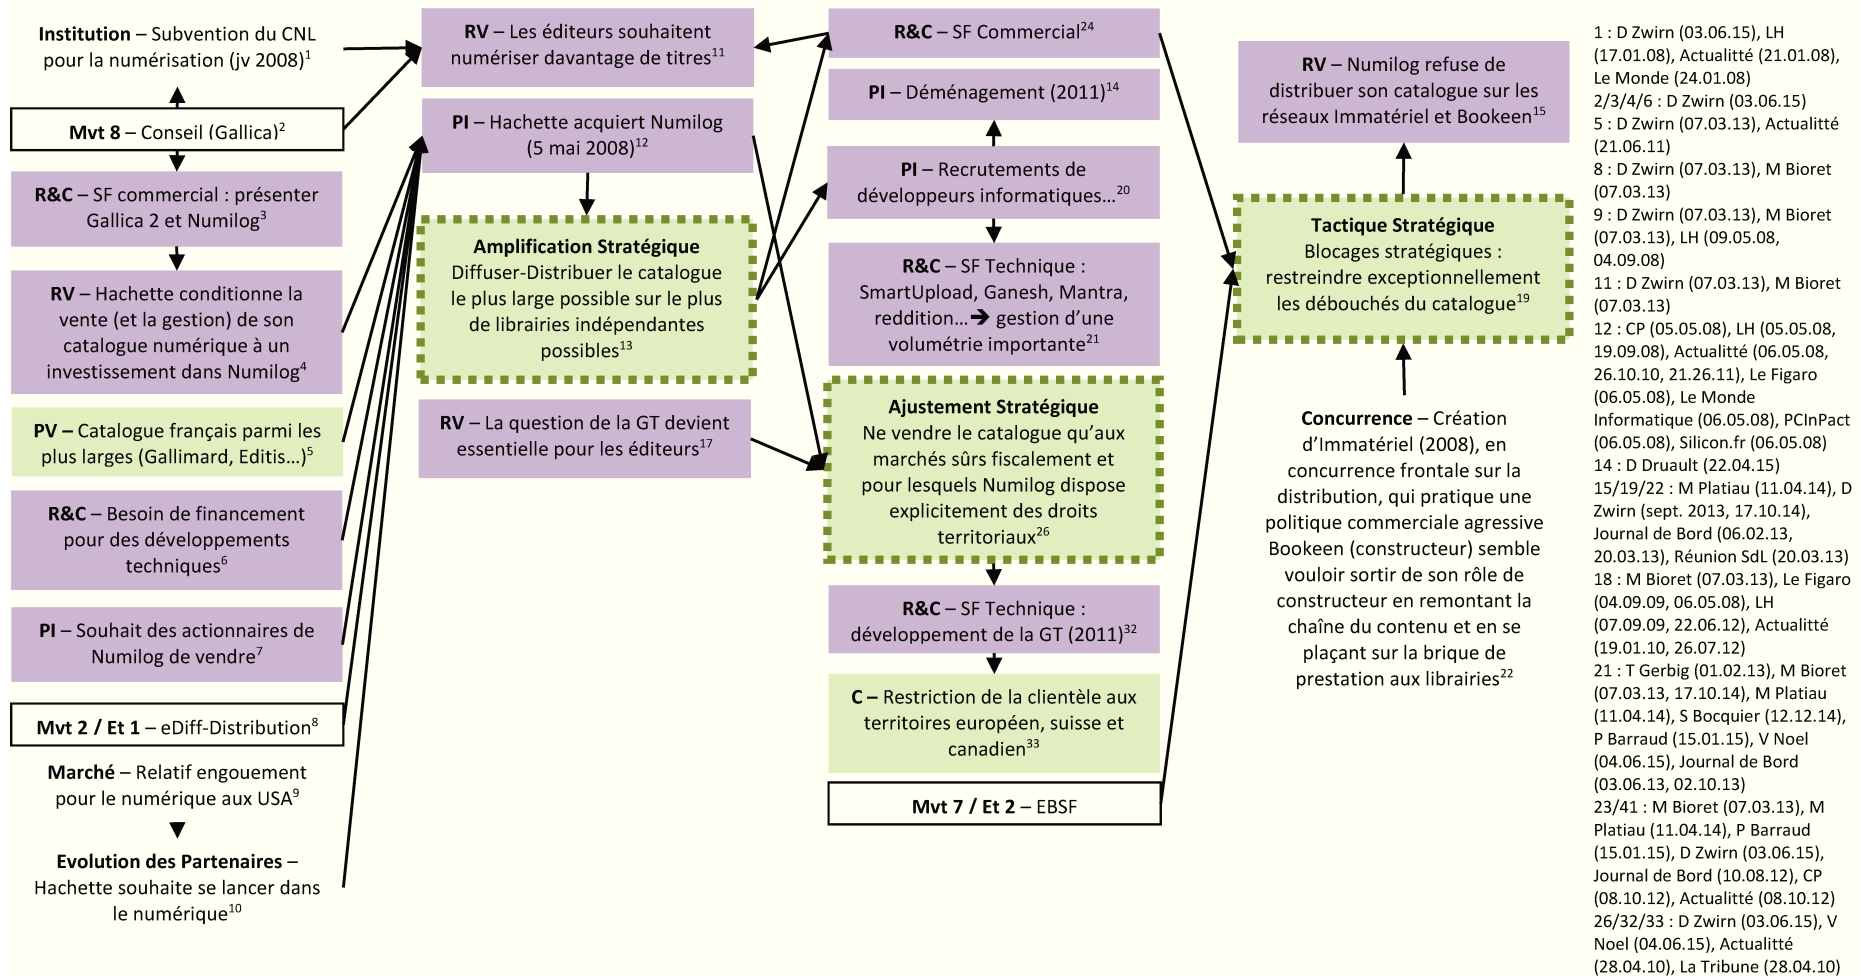 Institution – Subvention du CNL
pour la numérisation (jv 2008)1
Mvt 8 – Conseil (Gallica)2
R&C – SF commercial : présenter
Gallica 2 et Numilog3
RV – Hachette conditionne la
vente (et la gestion) de son
catalogue numérique à un
investissement dans Numilog4
PV – Catalogue français parmi les
plus larges (Gallimard, Editis…)5
R&C – Besoin de financement
pour des développements
techniques6
PI – Souhait des actionnaires de
Numilog de vendre7
Mvt 2 / Et 1 – eDiff-Distribution8
Marché – Relatif engouement
pour le numérique aux USA9
Evolution des Partenaires –
Hachette souhaite se lancer dans
le numérique10
RV – Les éditeurs souhaitent
numériser davantage de titres11
PI – Hachette acquiert Numilog
(5 mai 2008)12
Amplification Stratégique
Diffuser-Distribuer le catalogue
le plus large possible sur le plus
de librairies indépendantes
possibles13
RV – La question de la GT devient
essentielle pour les éditeurs17
R&C – SF Commercial24
PI – Déménagement (2011)14
PI – Recrutements de
développeurs informatiques…20
R&C – SF Technique :
SmartUpload, Ganesh, Mantra,
reddition…➔ gestion d’une
volumétrie importante21
Ajustement Stratégique
Ne vendre le catalogue qu’aux
marchés sûrs fiscalement et
pour lesquels Numilog dispose
explicitement des droits
territoriaux26
R&C – SF Technique :
développement de la GT (2011)32
C – Restriction de la clientèle aux
territoires européen, suisse et
canadien33
Mvt 7 / Et 2 – EBSF
RV – Numilog refuse de
distribuer son catalogue sur les
réseaux Immatériel et Bookeen15
Tactique Stratégique
Blocages stratégiques :
restreindre exceptionnellement
les débouchés du catalogue19
Concurrence – Création
d’Immatériel (2008), en
concurrence frontale sur la
distribution, qui pratique une
politique commerciale agressive
Bookeen (constructeur) semble
vouloir sortir de son rôle de
constructeur en remontant la
chaîne du contenu et en se
plaçant sur la brique de
prestation aux librairies22
1 : D Zwirn (03.06.15), LH
(17.01.08), Actualitté (21.01.08),
Le Monde (24.01.08)
2/3/4/6 : D Zwirn (03.06.15)
5 : D Zwirn (07.03.13), Actualitté
(21.06.11)
8 : D Zwirn (07.03.13), M Bioret
(07.03.13)
9 : D Zwirn (07.03.13), M Bioret
(07.03.13), LH (09.05.08,
04.09.08)
11 : D Zwirn (07.03.13), M Bioret
(07.03.13)
12 : CP (05.05.08), LH (05.05.08,
19.09.08), Actualitté (06.05.08,
26.10.10, 21.26.11), Le Figaro
(06.05.08), Le Monde
Informatique (06.05.08), PCInPact
(06.05.08), Silicon.fr (06.05.08)
14 : D Druault (22.04.15)
15/19/22 : M Platiau (11.04.14), D
Zwirn (sept. 2013, 17.10.14),
Journal de Bord (06.02.13,
20.03.13), Réunion SdL (20.03.13)
18 : M Bioret (07.03.13), Le Figaro
(04.09.09, 06.05.08), LH
(07.09.09, 22.06.12), Actualitté
(19.01.10, 26.07.12)
21 : T Gerbig (01.02.13), M Bioret
(07.03.13, 17.10.14), M Platiau
(11.04.14), S Bocquier (12.12.14),
P Barraud (15.01.15), V Noel
(04.06.15), Journal de Bord
(03.06.13, 02.10.13)
23/41 : M Bioret (07.03.13), M
Platiau (11.04.14), P Barraud
(15.01.15), D Zwirn (03.06.15),
Journal de Bord (10.08.12), CP
(08.10.12), Actualitté (08.10.12)
26/32/33 : D Zwirn (03.06.15), V
Noel (04.06.15), Actualitté
(28.04.10), La Tribune (28.04.10)